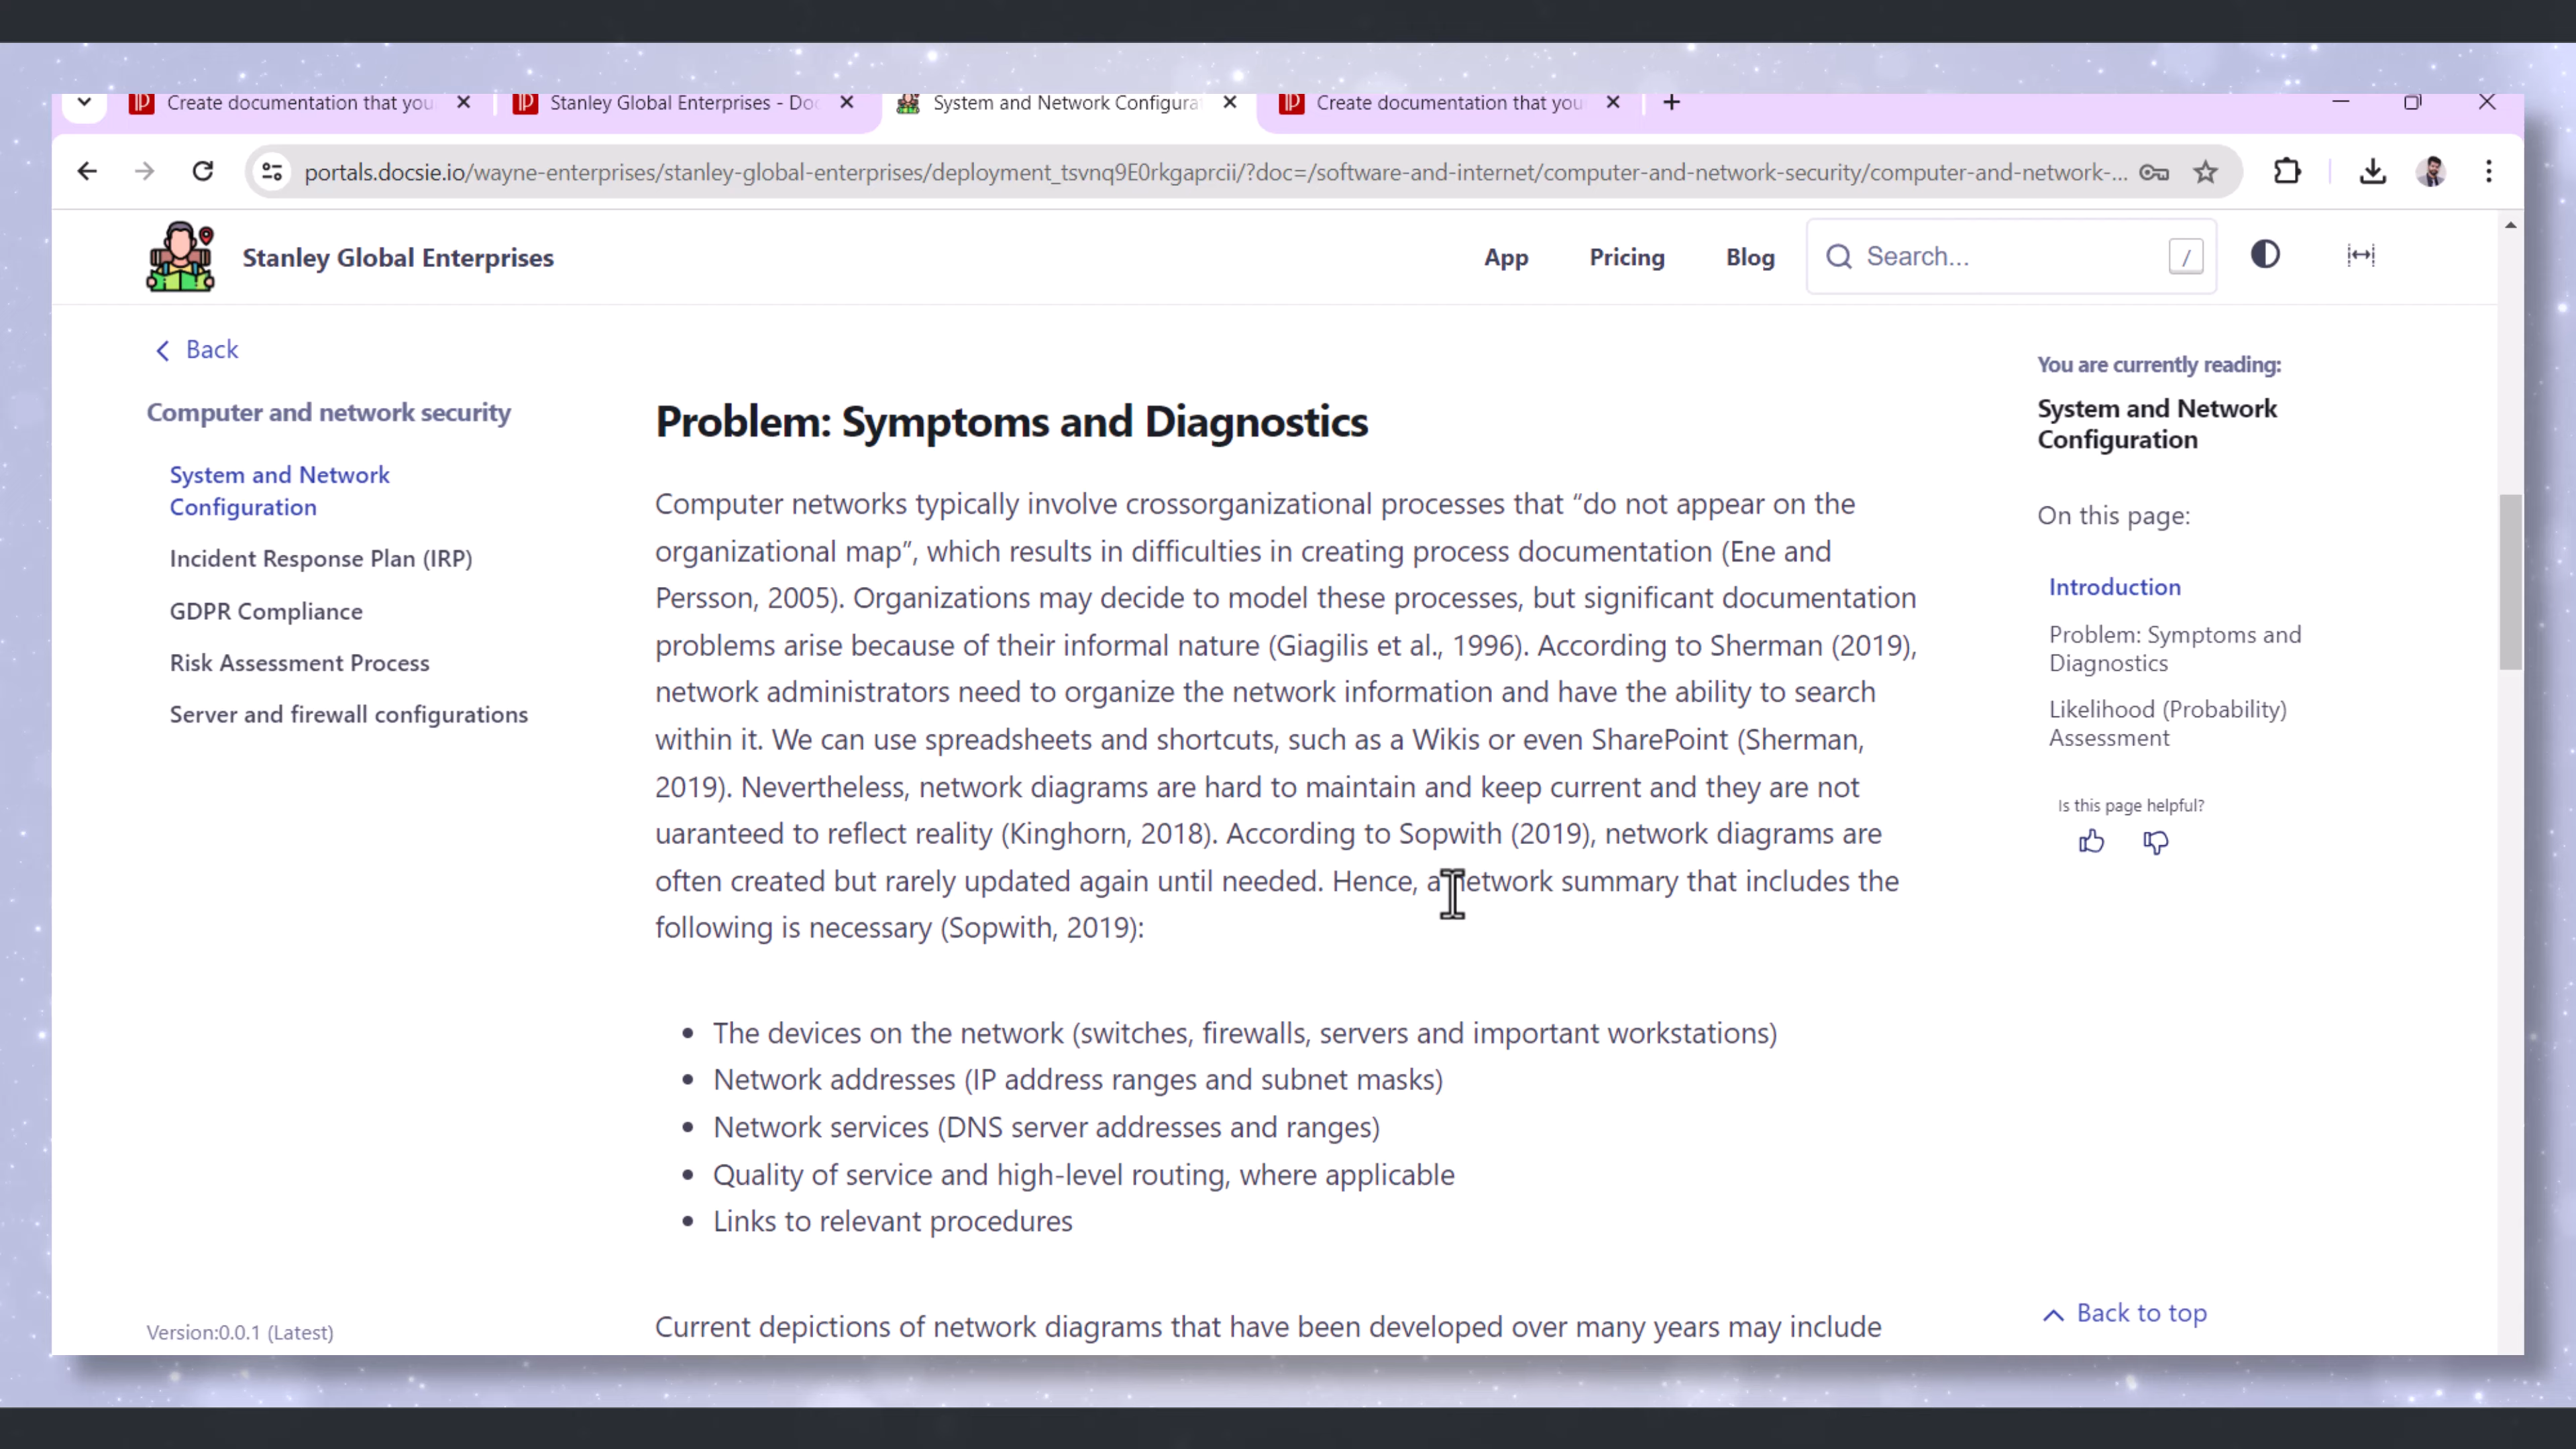 Create documentation that you
Stanley Global Enterprises - Doc
System and Network Configura
Create documentation that you
portals.docsie.io/wayne-enterprises/stanley-global-enterprises/deployment_tsvnq9E0rkgaprcii/?doc=/software-and-internet/computer-and-network-security/computer-and-network-...
Stanley Global Enterprises
App
Pricing
Blog
Search...
/
Back
Computer and network security
System and Network
Configuration
Incident Response Plan (IRP)
GDPR Compliance
Risk Assessment Process
Server and firewall configurations
Version:0.0.1 (Latest)
Problem: Symptoms and Diagnostics
Computer networks typically involve crossorganizational processes that “do not appear on the
organizational map”, which results in difficulties in creating process documentation (Ene and
Persson, 2005). Organizations may decide to model these processes, but significant documentation
problems arise because of their informal nature (Giagilis et al., 1996). According to Sherman (2019),
network administrators need to organize the network information and have the ability to search
within it. We can use spreadsheets and shortcuts, such as a Wikis or even SharePoint (Sherman,
2019). Nevertheless, network diagrams are hard to maintain and keep current and they are not
uaranteed to reflect reality (Kinghorn, 2018). According to Sopwith (2019), network diagrams are
often created but rarely updated again until needed. Hence, a network summary that includes the
following is necessary (Sopwith, 2019):
• The devices on the network (switches, firewalls, servers and important workstations)
• Network addresses (IP address ranges and subnet masks)
• Network services (DNS server addresses and ranges)
• Quality of service and high-level routing, where applicable
• Links to relevant procedures
Current depictions of network diagrams that have been developed over many years may include
You are currently reading:
System and Network
Configuration
On this page:
Introduction
Problem: Symptoms and
Diagnostics
Likelihood (Probability)
Assessment
Is this page helpful?
Back to top